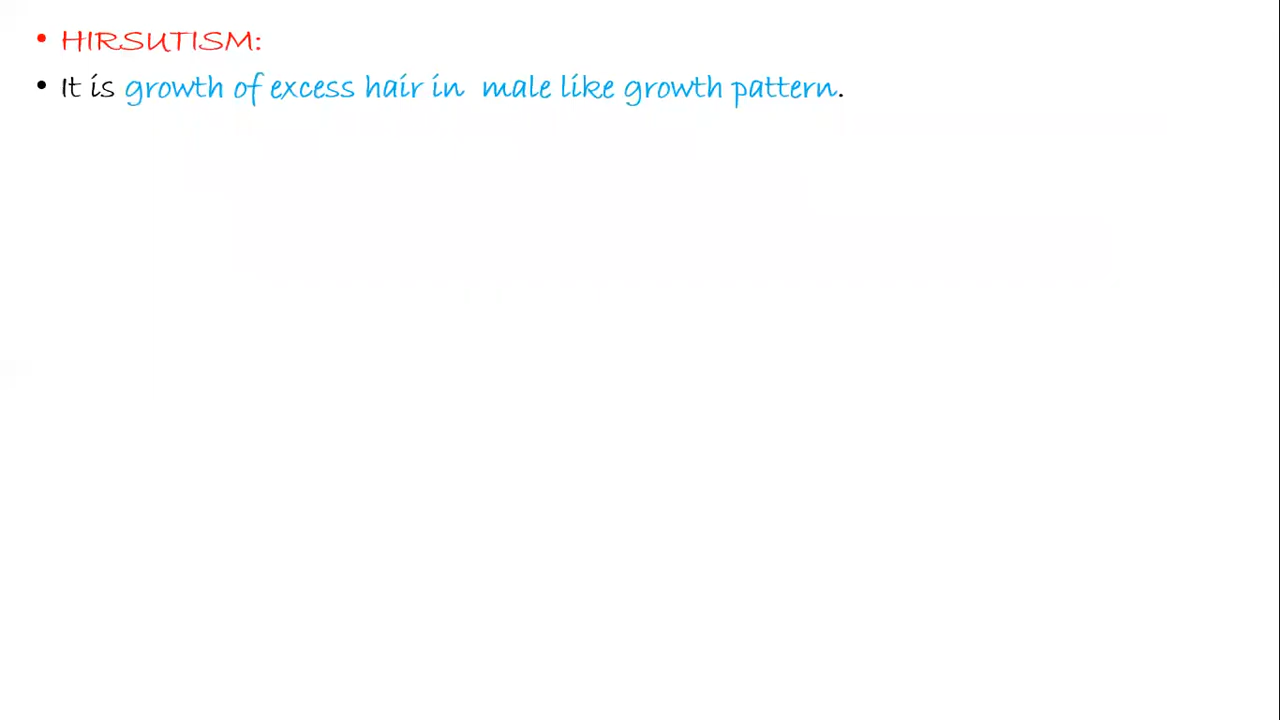 • HIRSUTISM:
• It is growth of excess hair in male like growth pattern.